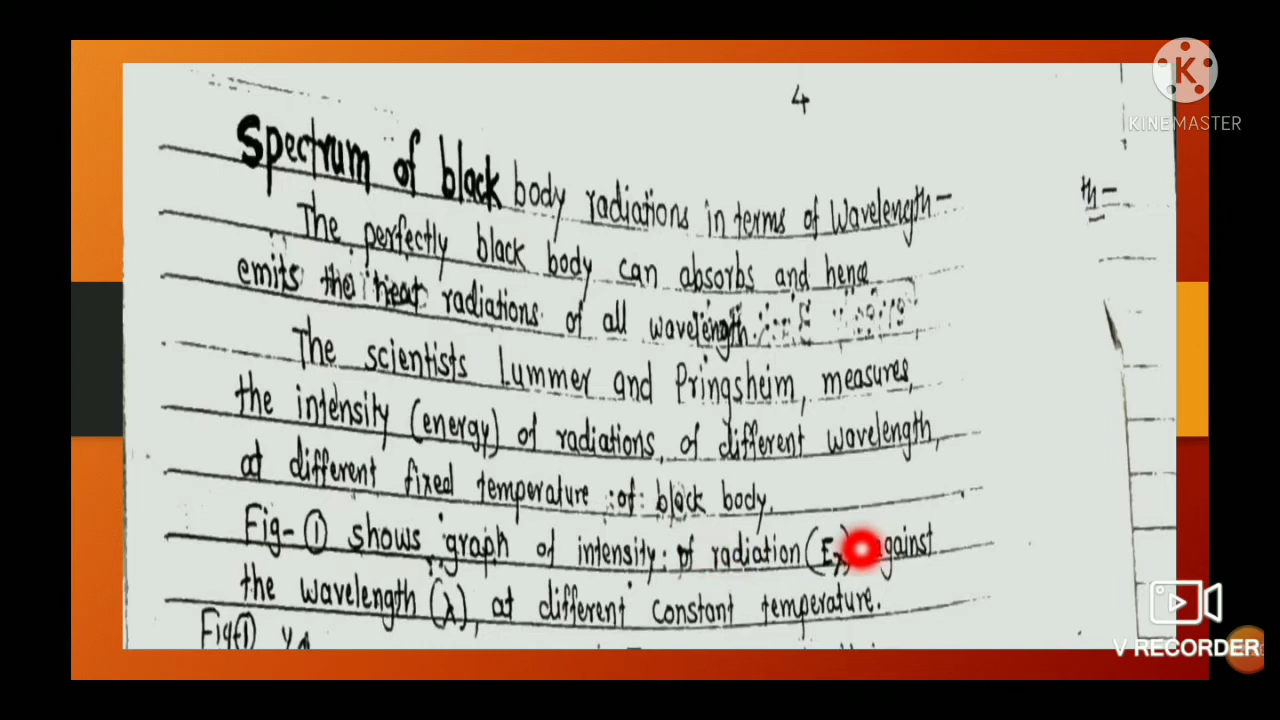 4
Spectrum of black body radiations in terms of Wavelength-
The perfectly black body can absorbs and hence
emits the heat radiations of all wavelength.
The scientists Lummer and Pringsheim, measures,
the intensity (energy) of radiations, of different wavelength,
at different fixed temperature of black body.
Fig-① shows graph of intensity of radiation (Eλ) against
the wavelength (λ), at different constant temperature.
Fig-①
th-
K
KINEMASTER
V RECORDER